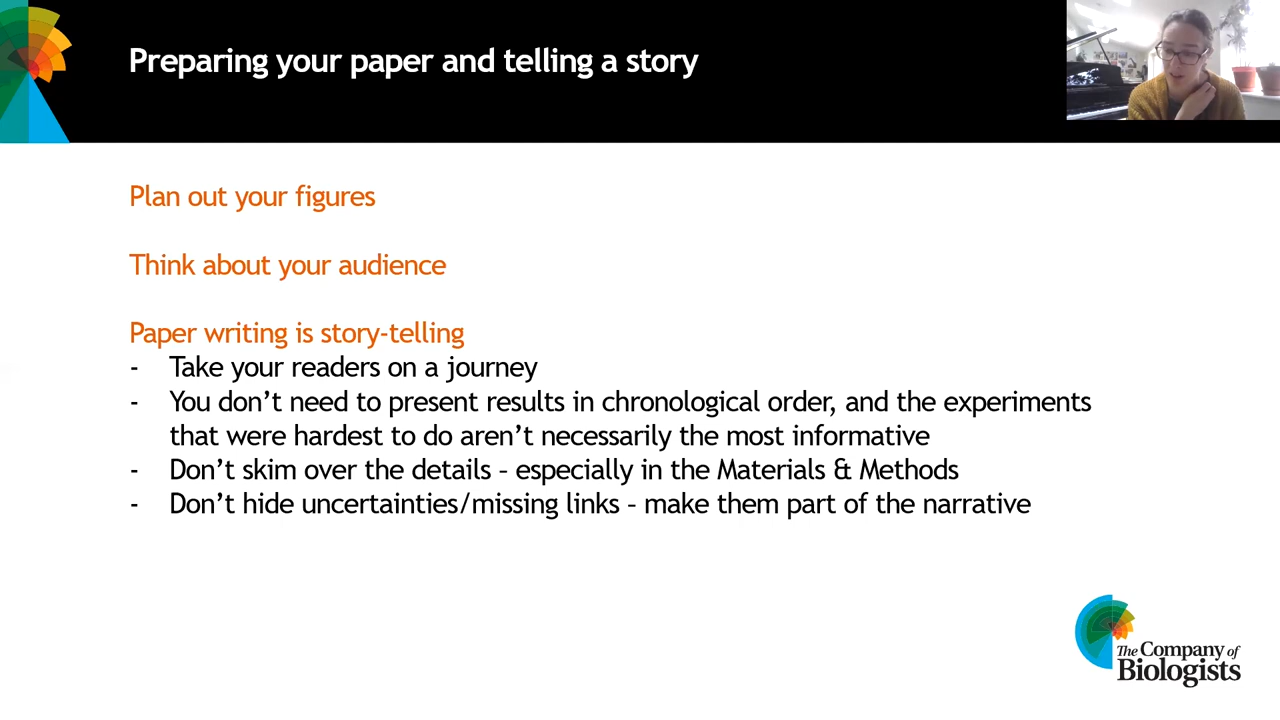 Preparing your paper and telling a story
Plan out your figures
Think about your audience
Paper writing is story-telling
- Take your readers on a journey
- You don’t need to present results in chronological order, and the experiments
that were hardest to do aren’t necessarily the most informative
- Don’t skim over the details – especially in the Materials & Methods
- Don’t hide uncertainties/missing links – make them part of the narrative
The Company of
Biologists